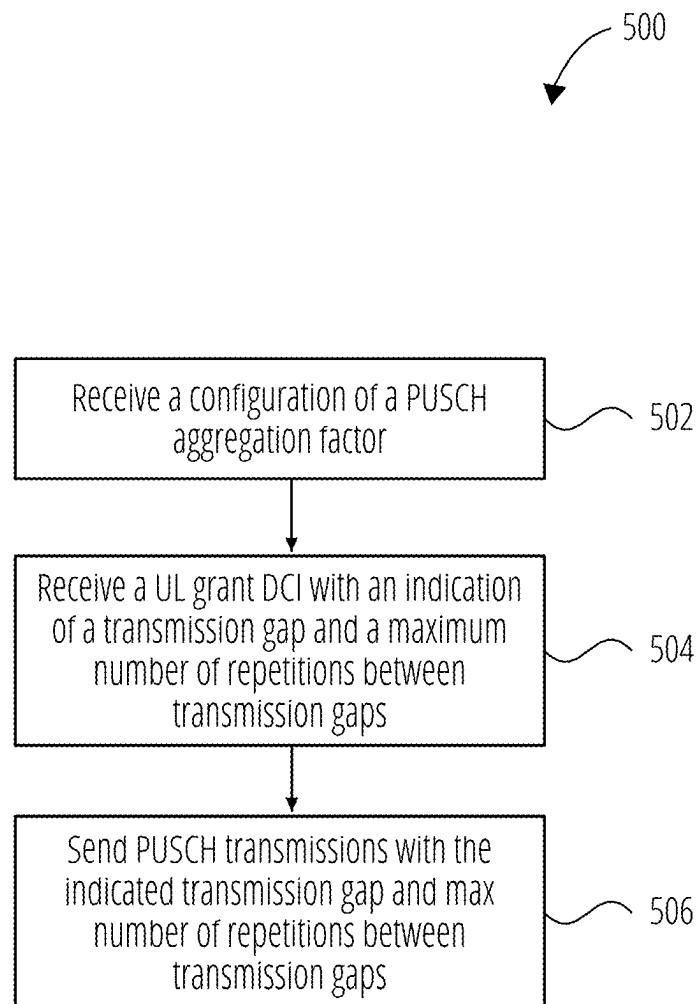 500
Receive a configuration of a PUSCH
aggregation factor
502
Receive a UL grant DCI with an indication
of a transmission gap and a maximum
number of repetitions between
transmission gaps
504
Send PUSCH transmissions with the
indicated transmission gap and max
number of repetitions between
transmission gaps
506